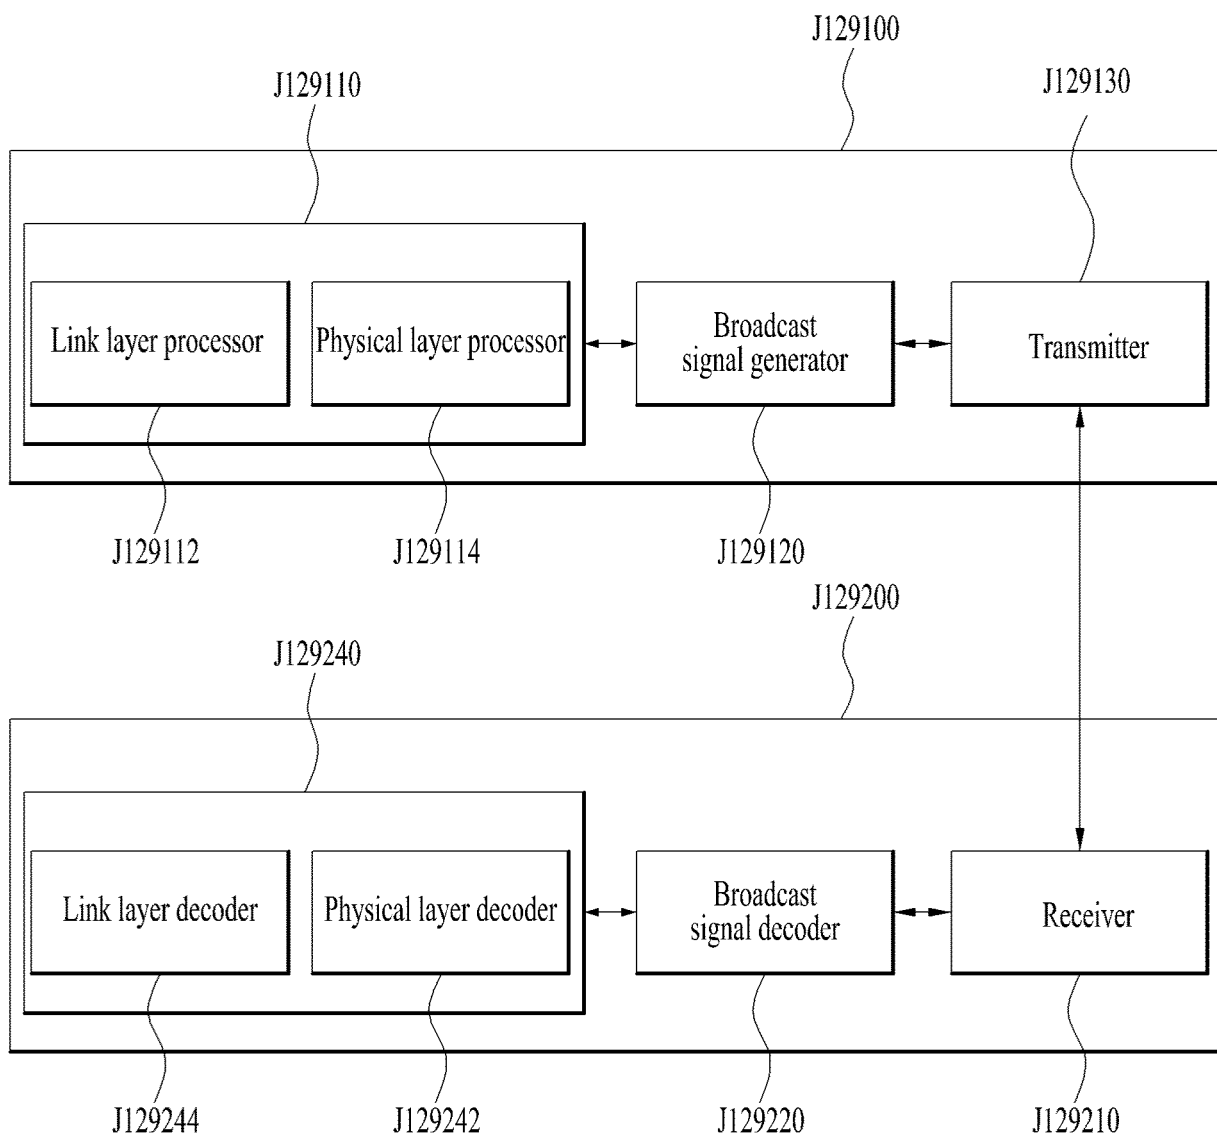 J129100
J129110
J129130
Link layer processor
Physical layer processor
Broadcast
signal generator
Transmitter
J129112
J129114
J129120
J129200
J129240
Link layer decoder
Physical layer decoder
Broadcast
signal decoder
Receiver
J129244
J129242
J129220
J129210